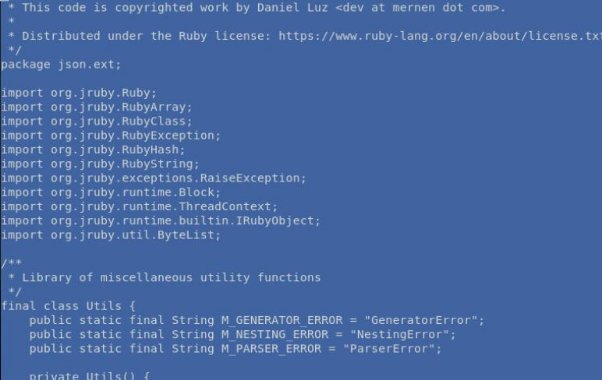 * This code is copyrighted work by Daniel Luz <dev at mernen dot com>.
*
* Distributed under the Ruby license: https://www.ruby-lang.org/en/about/license.txt
*/
package json.ext;

import org.jruby.Ruby;
import org.jruby.RubyArray;
import org.jruby.RubyClass;
import org.jruby.RubyException;
import org.jruby.RubyHash;
import org.jruby.RubyString;
import org.jruby.exceptions.RaiseException;
import org.jruby.runtime.Block;
import org.jruby.runtime.ThreadContext;
import org.jruby.runtime.builtin.IRubyObject;
import org.jruby.util.ByteList;

/**
 * Library of miscellaneous utility functions
 */
final class Utils {
    public static final String M_GENERATOR_ERROR = "GeneratorError";
    public static final String M_NESTING_ERROR = "NestingError";
    public static final String M_PARSER_ERROR = "ParserError";

    private Utils() {